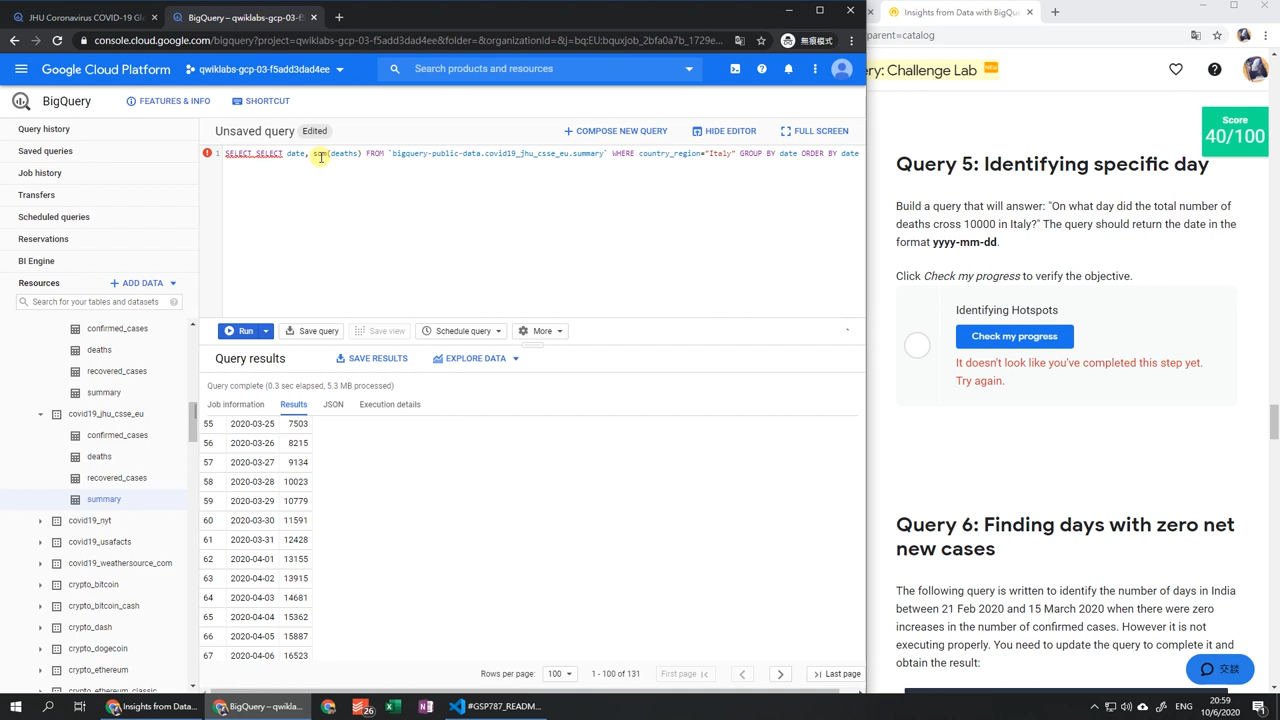 JHU Coronavirus COVID-19 Gl
BigQuery – qwiklabs-gcp-03-f5
console.cloud.google.com/bigquery?project=qwiklabs-gcp-03-f5add3dad4ee&folder=&organizationId=&j=bq:EU:bquxjob_2bfa0a7b_1729e...
無痕模式
Google Cloud Platform
qwiklabs-gcp-03-f5add3dad4ee
Search products and resources
BigQuery
FEATURES & INFO
SHORTCUT
Query history
Saved queries
Job history
Transfers
Scheduled queries
Reservations
BI Engine
Resources
ADD DATA
Search for your tables and datasets
confirmed_cases
deaths
recovered_cases
summary
covid19_jhu_csse_eu
confirmed_cases
deaths
recovered_cases
summary
covid19_nyt
covid19_usafacts
covid19_weathersource_com
crypto_bitcoin
crypto_bitcoin_cash
crypto_dash
crypto_dogecoin
crypto_ethereum
crypto_ethereum_classic
Unsaved query Edited
COMPOSE NEW QUERY
HIDE EDITOR
FULL SCREEN
1 SELECT SELECT date, sum(deaths) FROM `bigquery-public-data.covid19_jhu_csse_eu.summary` WHERE country_region="Italy" GROUP BY date ORDER BY date
Run
Save query
Save view
Schedule query
More
Query results
SAVE RESULTS
EXPLORE DATA
Query complete (0.3 sec elapsed, 5.3 MB processed)
Job information Results JSON Execution details
55 2020-03-25 7503
56 2020-03-26 8215
57 2020-03-27 9134
58 2020-03-28 10023
59 2020-03-29 10779
60 2020-03-30 11591
61 2020-03-31 12428
62 2020-04-01 13155
63 2020-04-02 13915
64 2020-04-03 14681
65 2020-04-04 15362
66 2020-04-05 15887
67 2020-04-06 16523
Rows per page: 100 1 - 100 of 131 First page Last page
Insights from Data with BigQu
parent=catalog
ery: Challenge Lab NEW
Score
40/100
Query 5: Identifying specific day
Build a query that will answer: "On what day did the total number of
deaths cross 10000 in Italy?" The query should return the date in the
format yyyy-mm-dd.
Click Check my progress to verify the objective.
Identifying Hotspots
Check my progress
It doesn't look like you've completed this step yet.
Try again.
Query 6: Finding days with zero net
new cases
The following query is written to identify the number of days in India
between 21 Feb 2020 and 15 March 2020 when there were zero
increases in the number of confirmed cases. However it is not
executing properly. You need to update the query to complete it and
obtain the result:
交談
Insights from Data...
BigQuery – qwikla...
26
#GSP787_READM...
ENG
20:59
10/6/2020
1